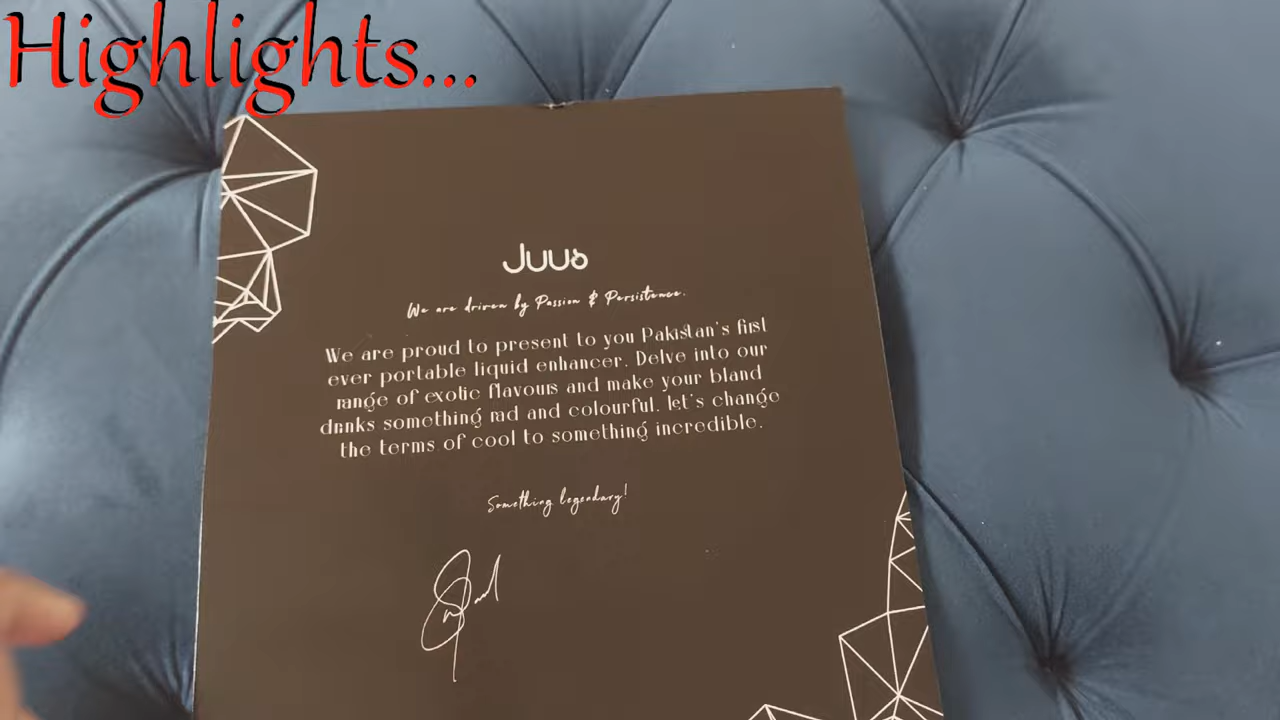 Highlights...
Juus
We are driven by Passion & Persistence.
We are proud to present to you Pakistan's first
ever portable liquid enhancer. Delve into our
range of exotic flavours and make your bland
drinks something rad and colourful. let's change
the terms of cool to something incredible.
Something legendary!